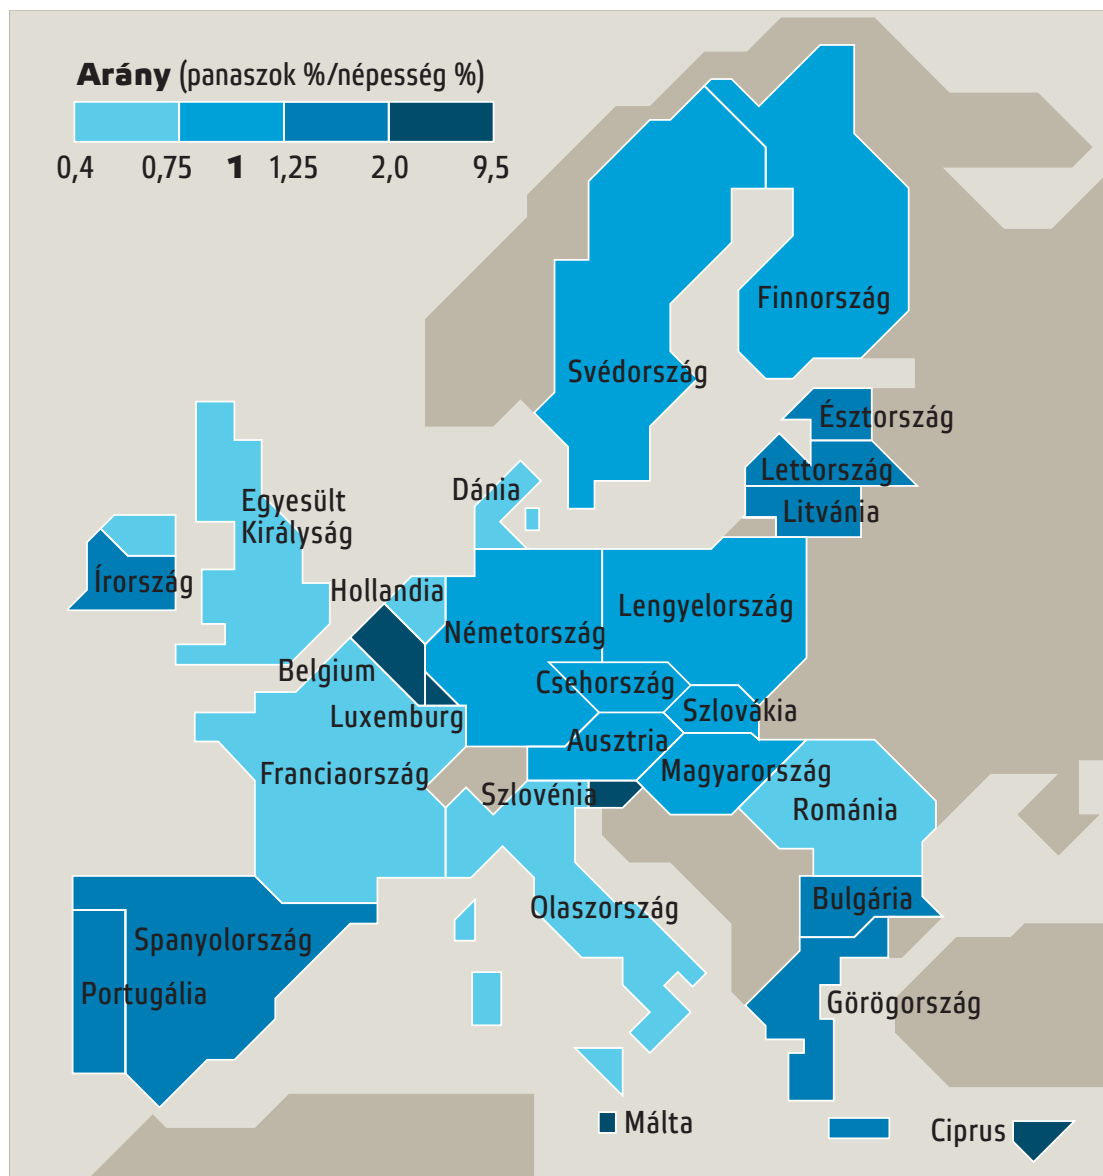 Arány (panaszok %/népesség %)
0,4 0,75 1 1,25 2,0 9,5
Finnország
Svédország
Észtország
Lettország
Dánia
Egyesült
Királyság
Litvánia
Írország
Hollandia
Lengyelország
Németország
Belgium
Csehország
Luxemburg
Szlovákia
Ausztria
Franciaország
Magyarország
Szlovénia
Románia
Bulgária
Olaszország
Spanyolország
Portugália
Görögország
Málta
Ciprus